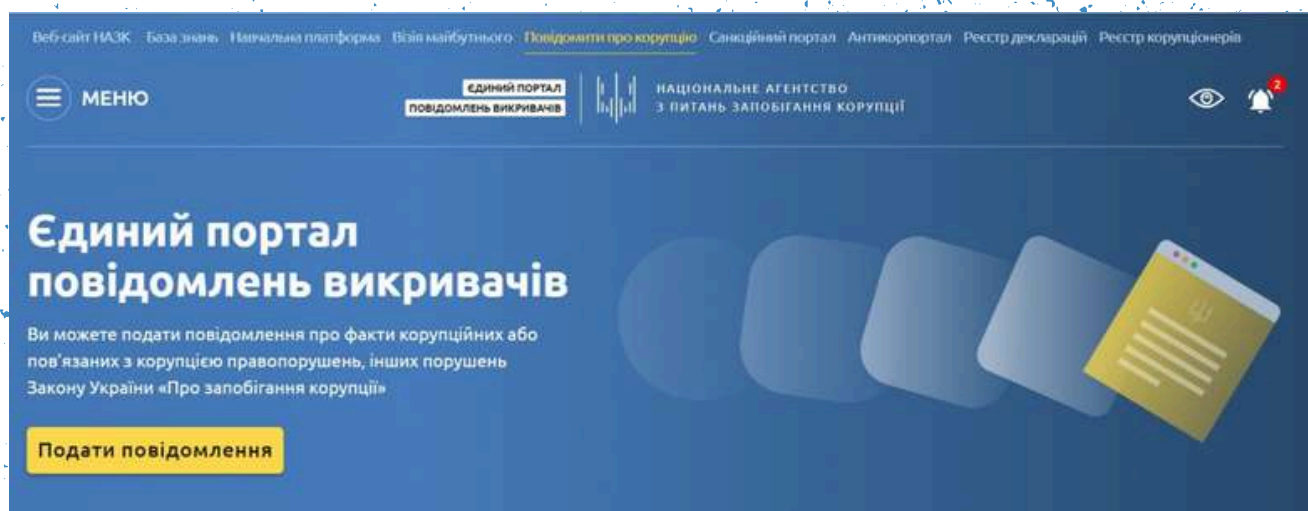 Веб-сайт НАЗК База знань Навчальна платформа Візія майбутнього Повідомити про корупцію Санкційний портал Антикорпортал Реєстр декларацій Реєстр корупціонерів
МЕНЮ
ЄДИНИЙ ПОРТАЛ
ПОВІДОМЛЕНЬ ВИКРИВАЧІВ
НАЦІОНАЛЬНЕ АГЕНТСТВО
З ПИТАНЬ ЗАПОБІГАННЯ КОРУПЦІЇ
2
Єдиний портал
повідомлень викривачів
Ви можете подати повідомлення про факти корупційних або
пов'язаних з корупцією правопорушень, інших порушень
Закону України «Про запобігання корупції»
Подати повідомлення